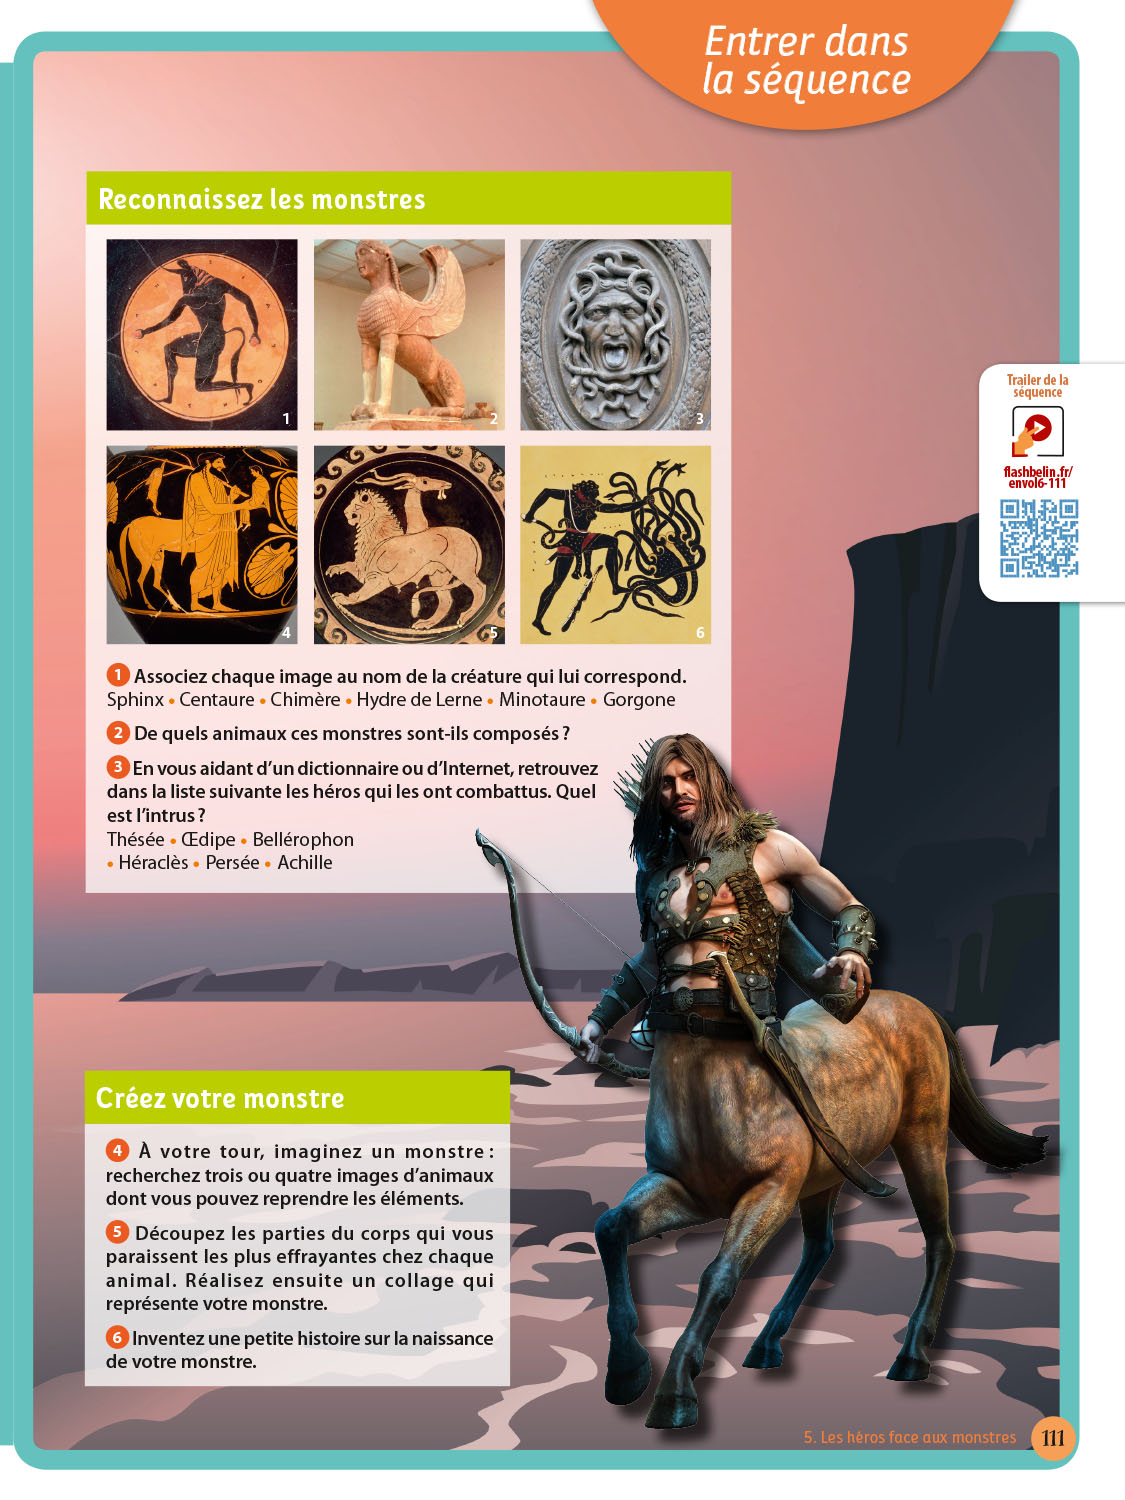 Entrer dans
la séquence
Reconnaissez les monstres
1
2
3
4
5
6
1 Associez chaque image au nom de la créature qui lui correspond.
Sphinx • Centaure • Chimère • Hydre de Lerne • Minotaure • Gorgone
2 De quels animaux ces monstres sont-ils composés ?
3 En vous aidant d’un dictionnaire ou d’Internet, retrouvez
dans la liste suivante les héros qui les ont combattus. Quel
est l’intrus ?
Thésée • Œdipe • Bellérophon
• Héraclès • Persée • Achille
Trailer de la
séquence
flashbelin.fr/
envol6-111
Créez votre monstre
4 À votre tour, imaginez un monstre :
recherchez trois ou quatre images d’animaux
dont vous pouvez reprendre les éléments.
5 Découpez les parties du corps qui vous
paraissent les plus effrayantes chez chaque
animal. Réalisez ensuite un collage qui
représente votre monstre.
6 Inventez une petite histoire sur la naissance
de votre monstre.
5. Les héros face aux monstres
111